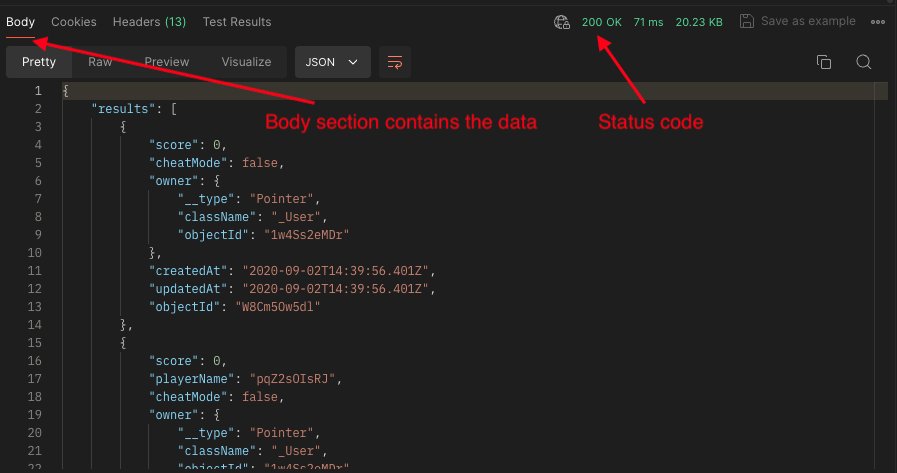 Body Cookies Headers (13) Test Results 200 OK 71 ms 20.23 KB Save as example
Pretty Raw Preview Visualize JSON
1 {
2 "results": [
Body section contains the data Status code
3 {
4 "score": 0,
5 "cheatMode": false,
6 "owner": {
7 "__type": "Pointer",
8 "className": "_User",
9 "objectId": "1w4Ss2eMDr"
10 },
11 "createdAt": "2020-09-02T14:39:56.401Z",
12 "updatedAt": "2020-09-02T14:39:56.401Z",
13 "objectId": "W8Cm5Ow5dl"
14 },
15 {
16 "score": 0,
17 "playerName": "pqZ2sOIsRJ",
18 "cheatMode": false,
19 "owner": {
20 "__type": "Pointer",
21 "className": "_User",
22 "objectId": "1w4Ss2eMDr"